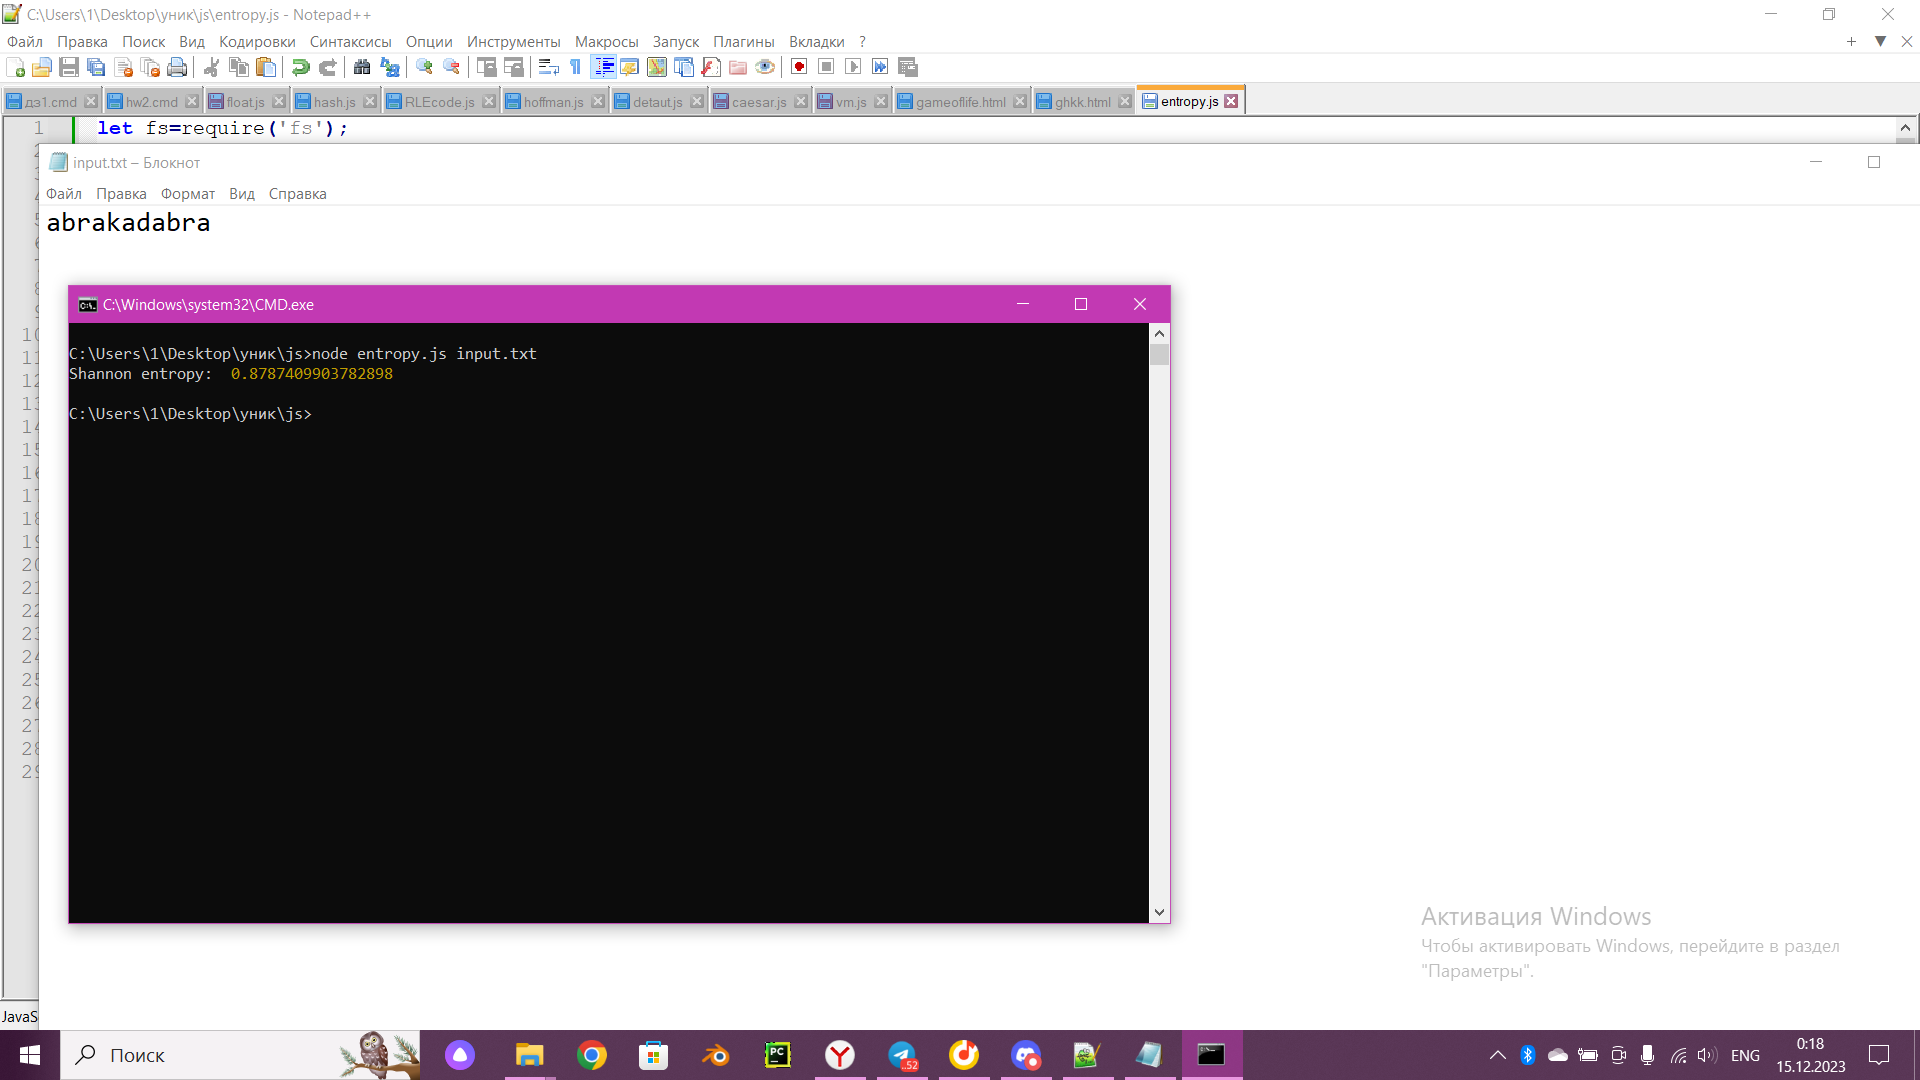 C:\Users\1\Desktop\уник\js\entropy.js - Notepad++
Файл Правка Поиск Вид Кодировки Синтаксисы Опции Инструменты Макросы Запуск Плагины Вкладки ?
дз1.cmd hw2.cmd float.js hash.js RLEcode.js hoffman.js detaut.js caesar.js vm.js gameoflife.html ghkk.html entropy.js
1 let fs=require('fs');
input.txt – Блокнот
Файл Правка Формат Вид Справка
abrakadabra
C:\Windows\system32\CMD.exe
C:\Users\1\Desktop\уник\js>node entropy.js input.txt
Shannon entropy: 0.8787409903782898
C:\Users\1\Desktop\уник\js>
Активация Windows
Чтобы активировать Windows, перейдите в раздел
"Параметры".
JavaS
Поиск
PC
..52
ENG
0:18
15.12.2023